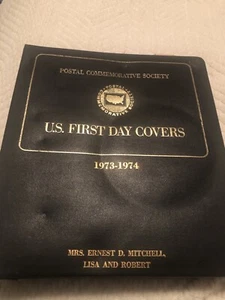 POSTAL COMMEMORATIVE SOCIETY
U.S. FIRST DAY COVERS
1973-1974
MRS. ERNEST D. MITCHELL,
LISA AND ROBERT